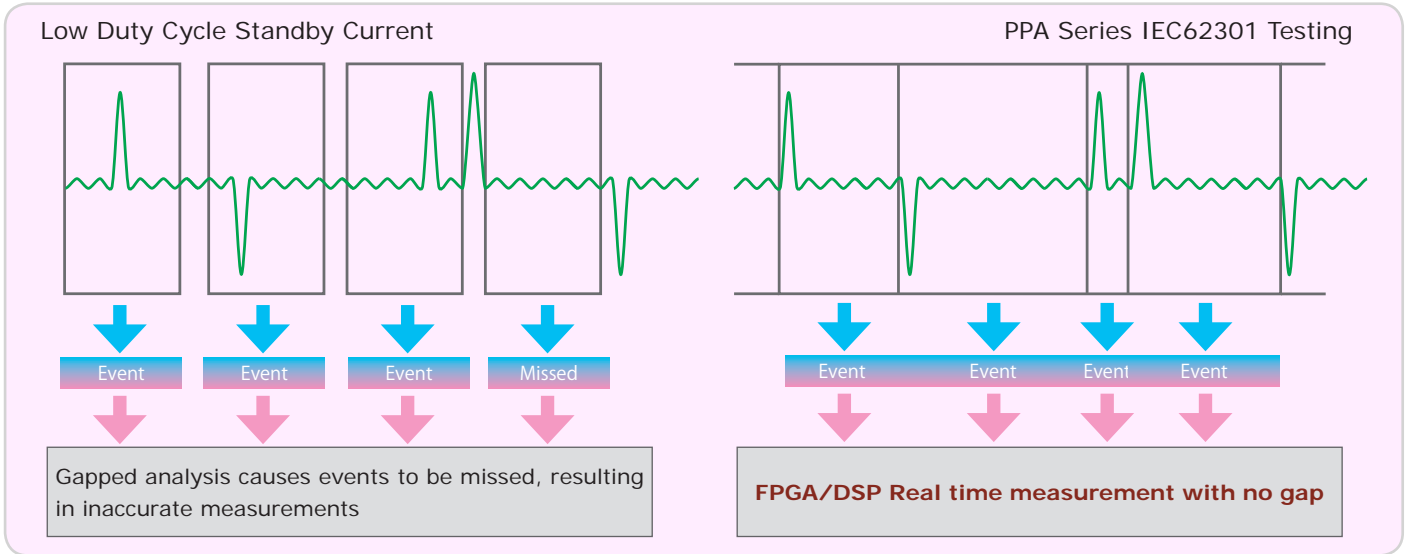 Low Duty Cycle Standby Current
PPA Series IEC62301 Testing
Event
Event
Event
Missed
Event
Event
Event
Event
Gapped analysis causes events to be missed, resulting
in inaccurate measurements
FPGA/DSP Real time measurement with no gap